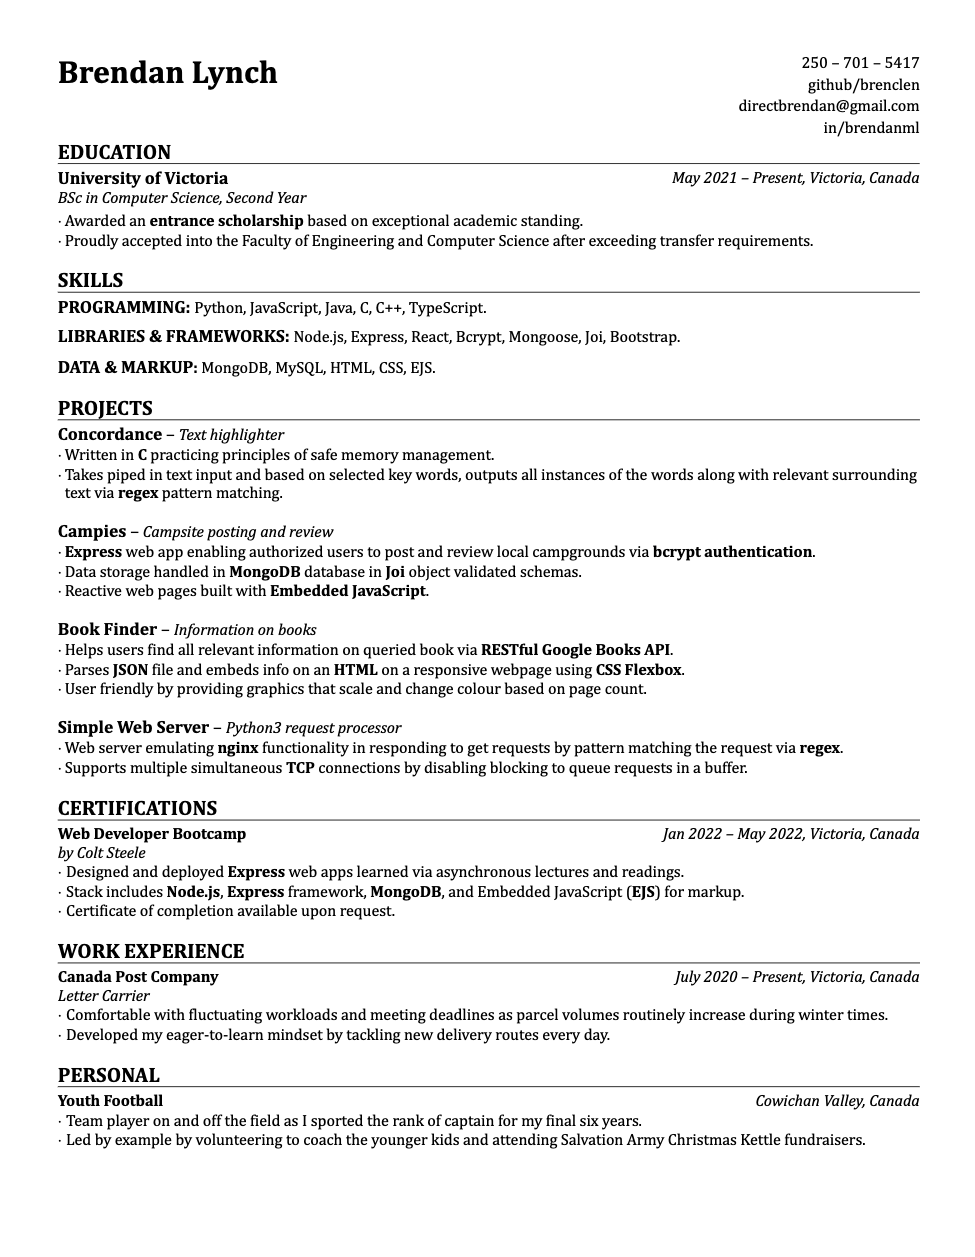 Brendan Lynch
250 – 701 – 5417
github/brenclen
directbrendan@gmail.com
in/brendanml
EDUCATION
University of Victoria May 2021 – Present, Victoria, Canada
BSc in Computer Science, Second Year
· Awarded an entrance scholarship based on exceptional academic standing.
· Proudly accepted into the Faculty of Engineering and Computer Science after exceeding transfer requirements.
SKILLS
PROGRAMMING: Python, JavaScript, Java, C, C++, TypeScript.
LIBRARIES & FRAMEWORKS: Node.js, Express, React, Bcrypt, Mongoose, Joi, Bootstrap.
DATA & MARKUP: MongoDB, MySQL, HTML, CSS, EJS.
PROJECTS
Concordance – Text highlighter
· Written in C practicing principles of safe memory management.
· Takes piped in text input and based on selected key words, outputs all instances of the words along with relevant surrounding
text via regex pattern matching.
Campies – Campsite posting and review
· Express web app enabling authorized users to post and review local campgrounds via bcrypt authentication.
· Data storage handled in MongoDB database in Joi object validated schemas.
· Reactive web pages built with Embedded JavaScript.
Book Finder – Information on books
· Helps users find all relevant information on queried book via RESTful Google Books API.
· Parses JSON file and embeds info on an HTML on a responsive webpage using CSS Flexbox.
· User friendly by providing graphics that scale and change colour based on page count.
Simple Web Server – Python3 request processor
· Web server emulating nginx functionality in responding to get requests by pattern matching the request via regex.
· Supports multiple simultaneous TCP connections by disabling blocking to queue requests in a buffer.
CERTIFICATIONS
Web Developer Bootcamp Jan 2022 – May 2022, Victoria, Canada
by Colt Steele
· Designed and deployed Express web apps learned via asynchronous lectures and readings.
· Stack includes Node.js, Express framework, MongoDB, and Embedded JavaScript (EJS) for markup.
· Certificate of completion available upon request.
WORK EXPERIENCE
Canada Post Company July 2020 – Present, Victoria, Canada
Letter Carrier
· Comfortable with fluctuating workloads and meeting deadlines as parcel volumes routinely increase during winter times.
· Developed my eager-to-learn mindset by tackling new delivery routes every day.
PERSONAL
Youth Football Cowichan Valley, Canada
· Team player on and off the field as I sported the rank of captain for my final six years.
· Led by example by volunteering to coach the younger kids and attending Salvation Army Christmas Kettle fundraisers.